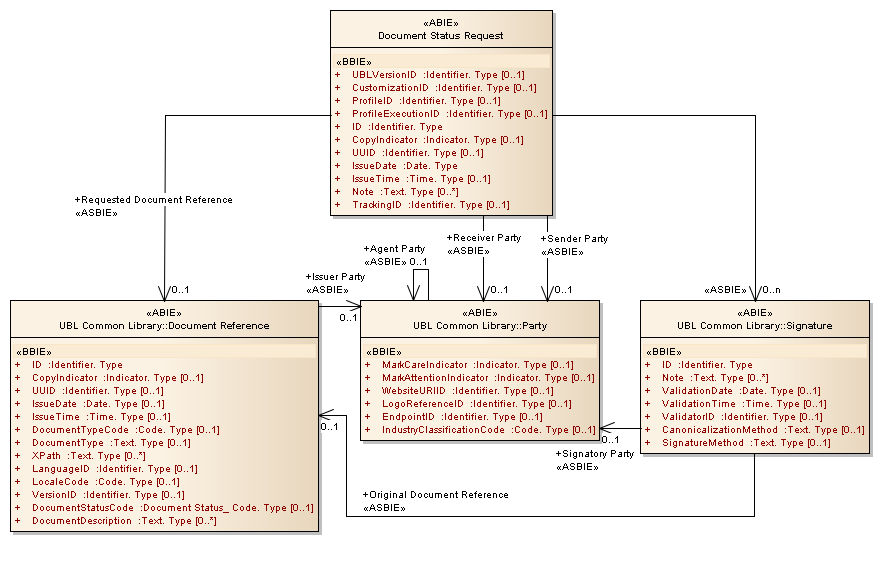 «ABIE»
Document Status Request
«BBIE»
+ UBLVersionID :Identifier. Type [0..1]
+ CustomizationID :Identifier. Type [0..1]
+ ProfileID :Identifier. Type [0..1]
+ ProfileExecutionID :Identifier. Type [0..1]
+ ID :Identifier. Type
+ CopyIndicator :Indicator. Type [0..1]
+ UUID :Identifier. Type [0..1]
+ IssueDate :Date. Type
+ IssueTime :Time. Type [0..1]
+ Note :Text. Type [0..*]
+ TrackingID :Identifier. Type [0..1]
+Requested Document Reference
«ASBIE»
0..1
+Issuer Party
«ASBIE»
0..1
+Agent Party
«ASBIE» 0..1
+Receiver Party
«ASBIE»
0..1
+Sender Party
«ASBIE»
0..1
«ASBIE»
0..n
«ABIE»
UBL Common Library::Document Reference
«BBIE»
+ ID :Identifier. Type
+ CopyIndicator :Indicator. Type [0..1]
+ UUID :Identifier. Type [0..1]
+ IssueDate :Date. Type [0..1]
+ IssueTime :Time. Type [0..1]
+ DocumentTypeCode :Code. Type [0..1]
+ DocumentType :Text. Type [0..1]
+ XPath :Text. Type [0..*]
+ LanguageID :Identifier. Type [0..1]
+ LocaleCode :Code. Type [0..1]
+ VersionID :Identifier. Type [0..1]
+ DocumentStatusCode :Document Status_ Code. Type [0..1]
+ DocumentDescription :Text. Type [0..*]
«ABIE»
UBL Common Library::Party
«BBIE»
+ MarkCareIndicator :Indicator. Type [0..1]
+ MarkAttentionIndicator :Indicator. Type [0..1]
+ WebsiteURIID :Identifier. Type [0..1]
+ LogoReferenceID :Identifier. Type [0..1]
+ EndpointID :Identifier. Type [0..1]
+ IndustryClassificationCode :Code. Type [0..1]
«ABIE»
UBL Common Library::Signature
«BBIE»
+ ID :Identifier. Type
+ Note :Text. Type [0..*]
+ ValidationDate :Date. Type [0..1]
+ ValidationTime :Time. Type [0..1]
+ ValidatorID :Identifier. Type [0..1]
+ CanonicalizationMethod :Text. Type [0..1]
+ SignatureMethod :Text. Type [0..1]
0..1
0..1
+Signatory Party
«ASBIE»
+Original Document Reference
«ASBIE»